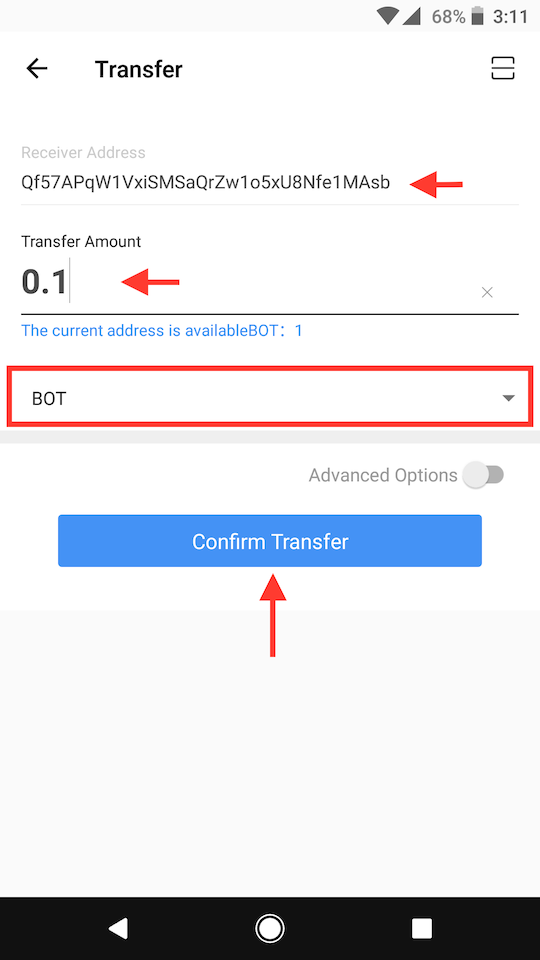 68% 3:11
Transfer
Receiver Address
Qf57APqW1VxiSMSaQrZw1o5xU8Nfe1MAsb
Transfer Amount
0.1
The current address is availableBOT：1
BOT
Advanced Options
Confirm Transfer